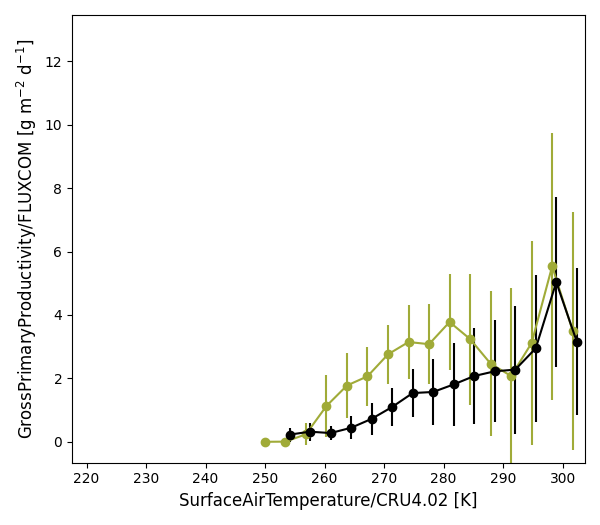 GrossPrimaryProductivity/FLUXCOM [g m⁻² d⁻¹]
12
10
8
6
4
2
0
220 230 240 250 260 270 280 290 300
SurfaceAirTemperature/CRU4.02 [K]